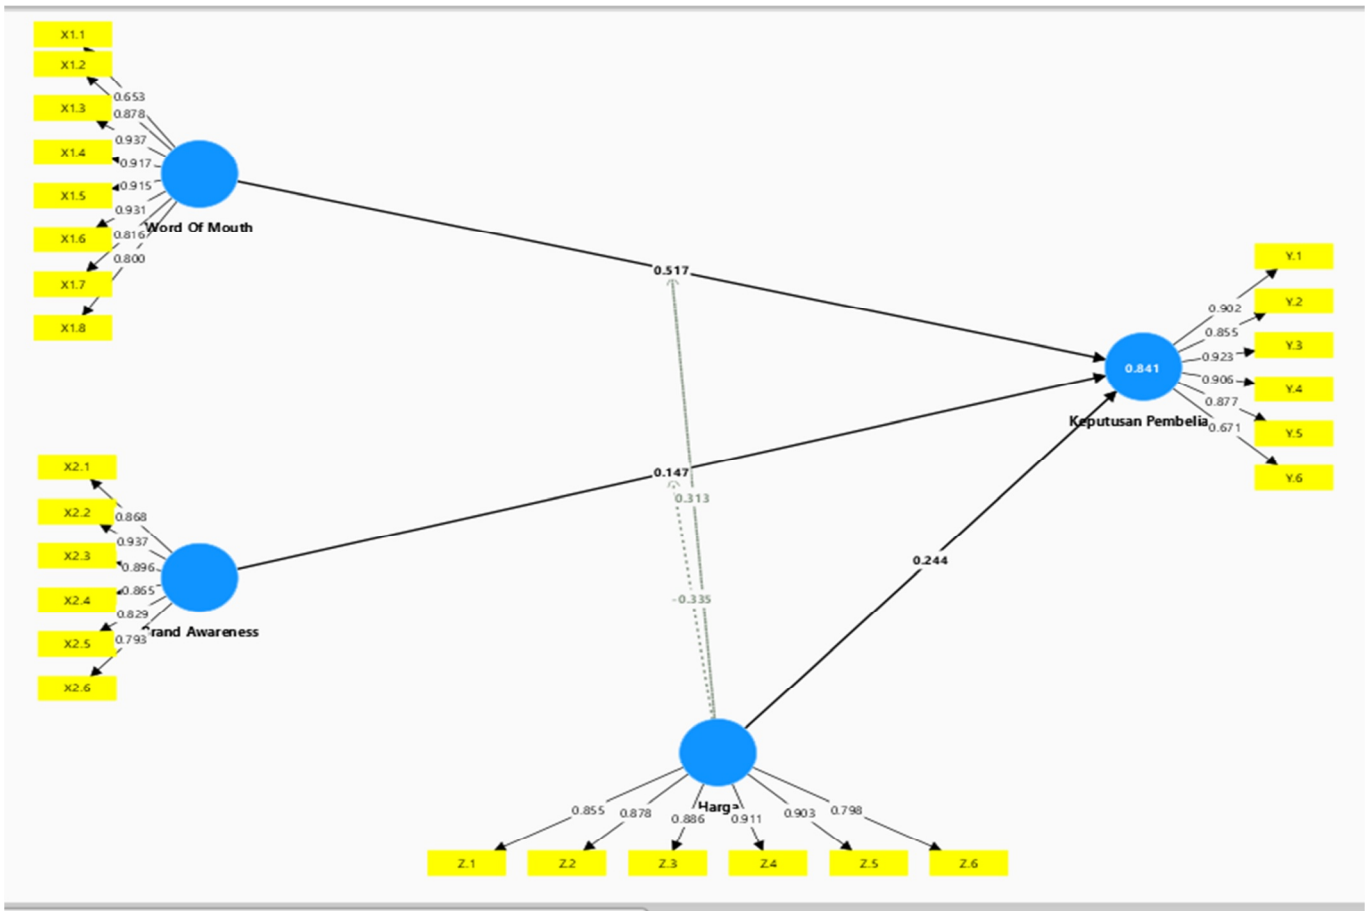 X1.1
X1.2
X1.3
X1.4
X1.5
X1.6
X1.7
X1.8
0.653
0.878
0.937
0.917
0.915
0.931
0.816
0.800
Word Of Mouth
0.517
X2.1
X2.2
X2.3
X2.4
X2.5
X2.6
0.868
0.937
0.896
0.865
0.829
0.793
rand Awareness
0.147
0.313
-0.335
0.244
0.841
Keputusan Pembelia
0.902
0.855
0.923
0.906
0.877
0.671
Y.1
Y.2
Y.3
Y.4
Y.5
Y.6
Harga
0.855
0.878
0.886
0.911
0.903
0.798
Z.1
Z.2
Z.3
Z.4
Z.5
Z.6